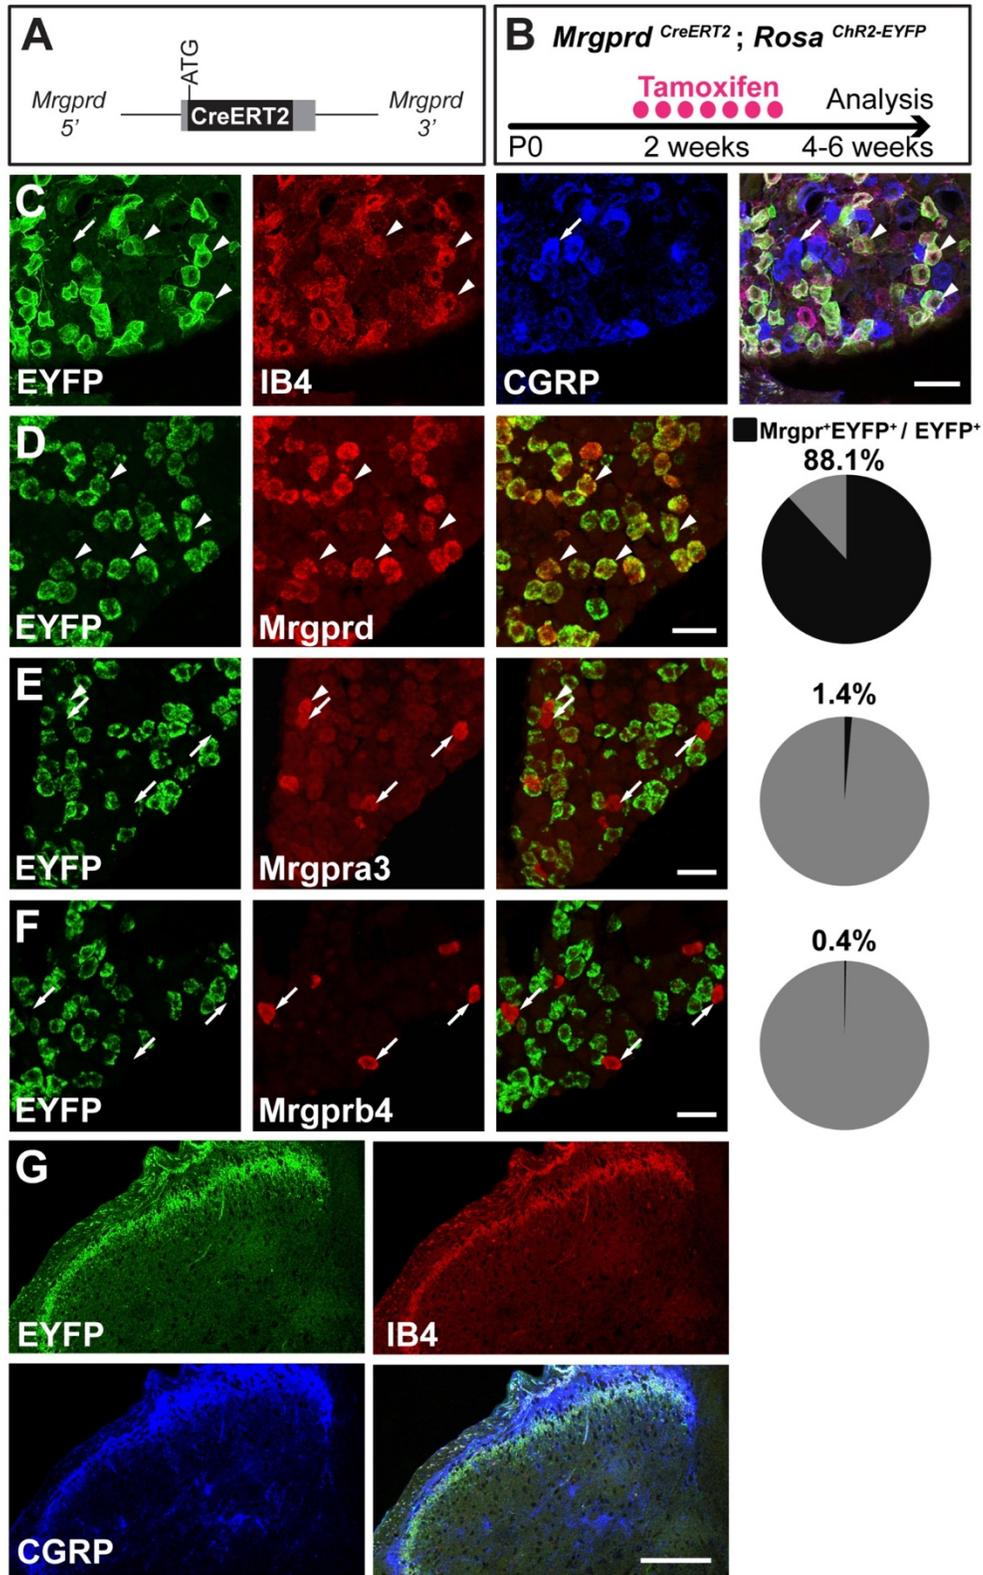 A
ATG
Mrgprd
5’
CreERT2
Mrgprd
3’
B Mrgprd CreERT2 ; Rosa ChR2-EYFP
Tamoxifen
Analysis
P0 2 weeks 4-6 weeks
C
EYFP IB4 CGRP
D
EYFP Mrgprd
Mrgpr+EYFP+ / EYFP+
88.1%
E
EYFP Mrgpra3
1.4%
F
EYFP Mrgprb4
0.4%
G
EYFP IB4
CGRP